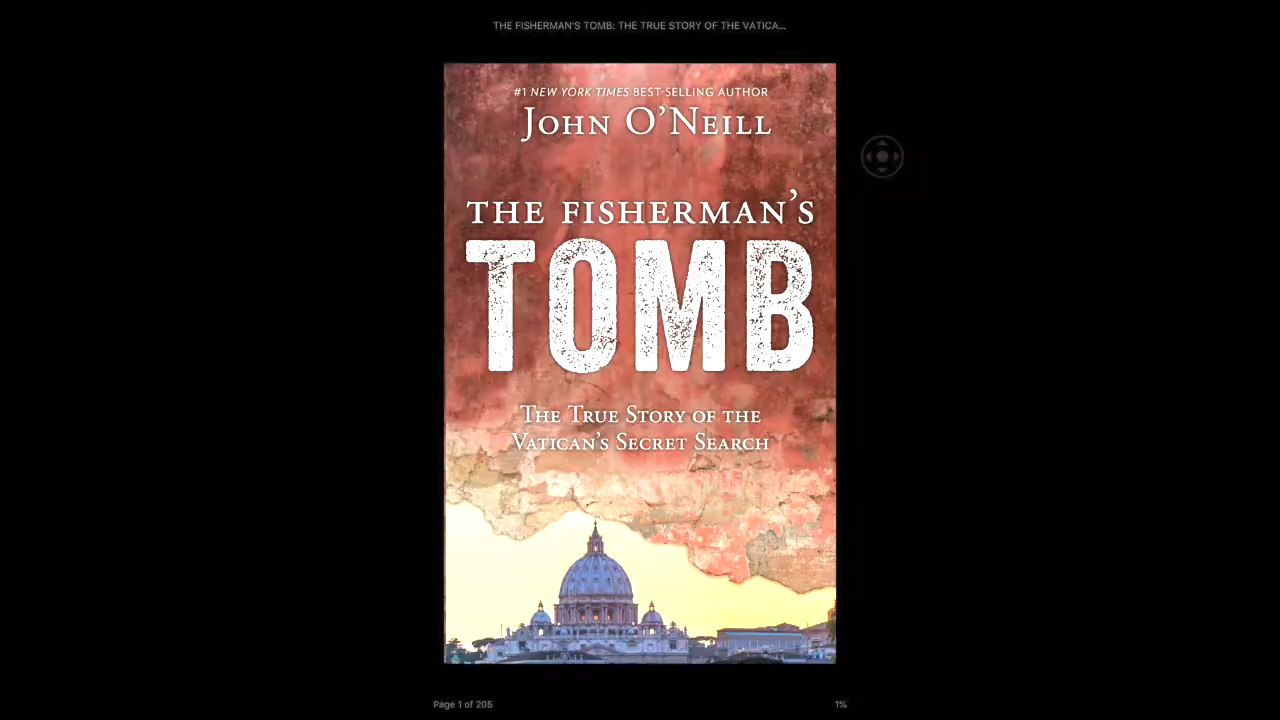 THE FISHERMAN'S TOMB: THE TRUE STORY OF THE VATICA...
#1 NEW YORK TIMES BEST-SELLING AUTHOR
JOHN O'NEILL
THE FISHERMAN'S
TOMB
THE TRUE STORY OF THE
VATICAN'S SECRET SEARCH
Page 1 of 205
1%